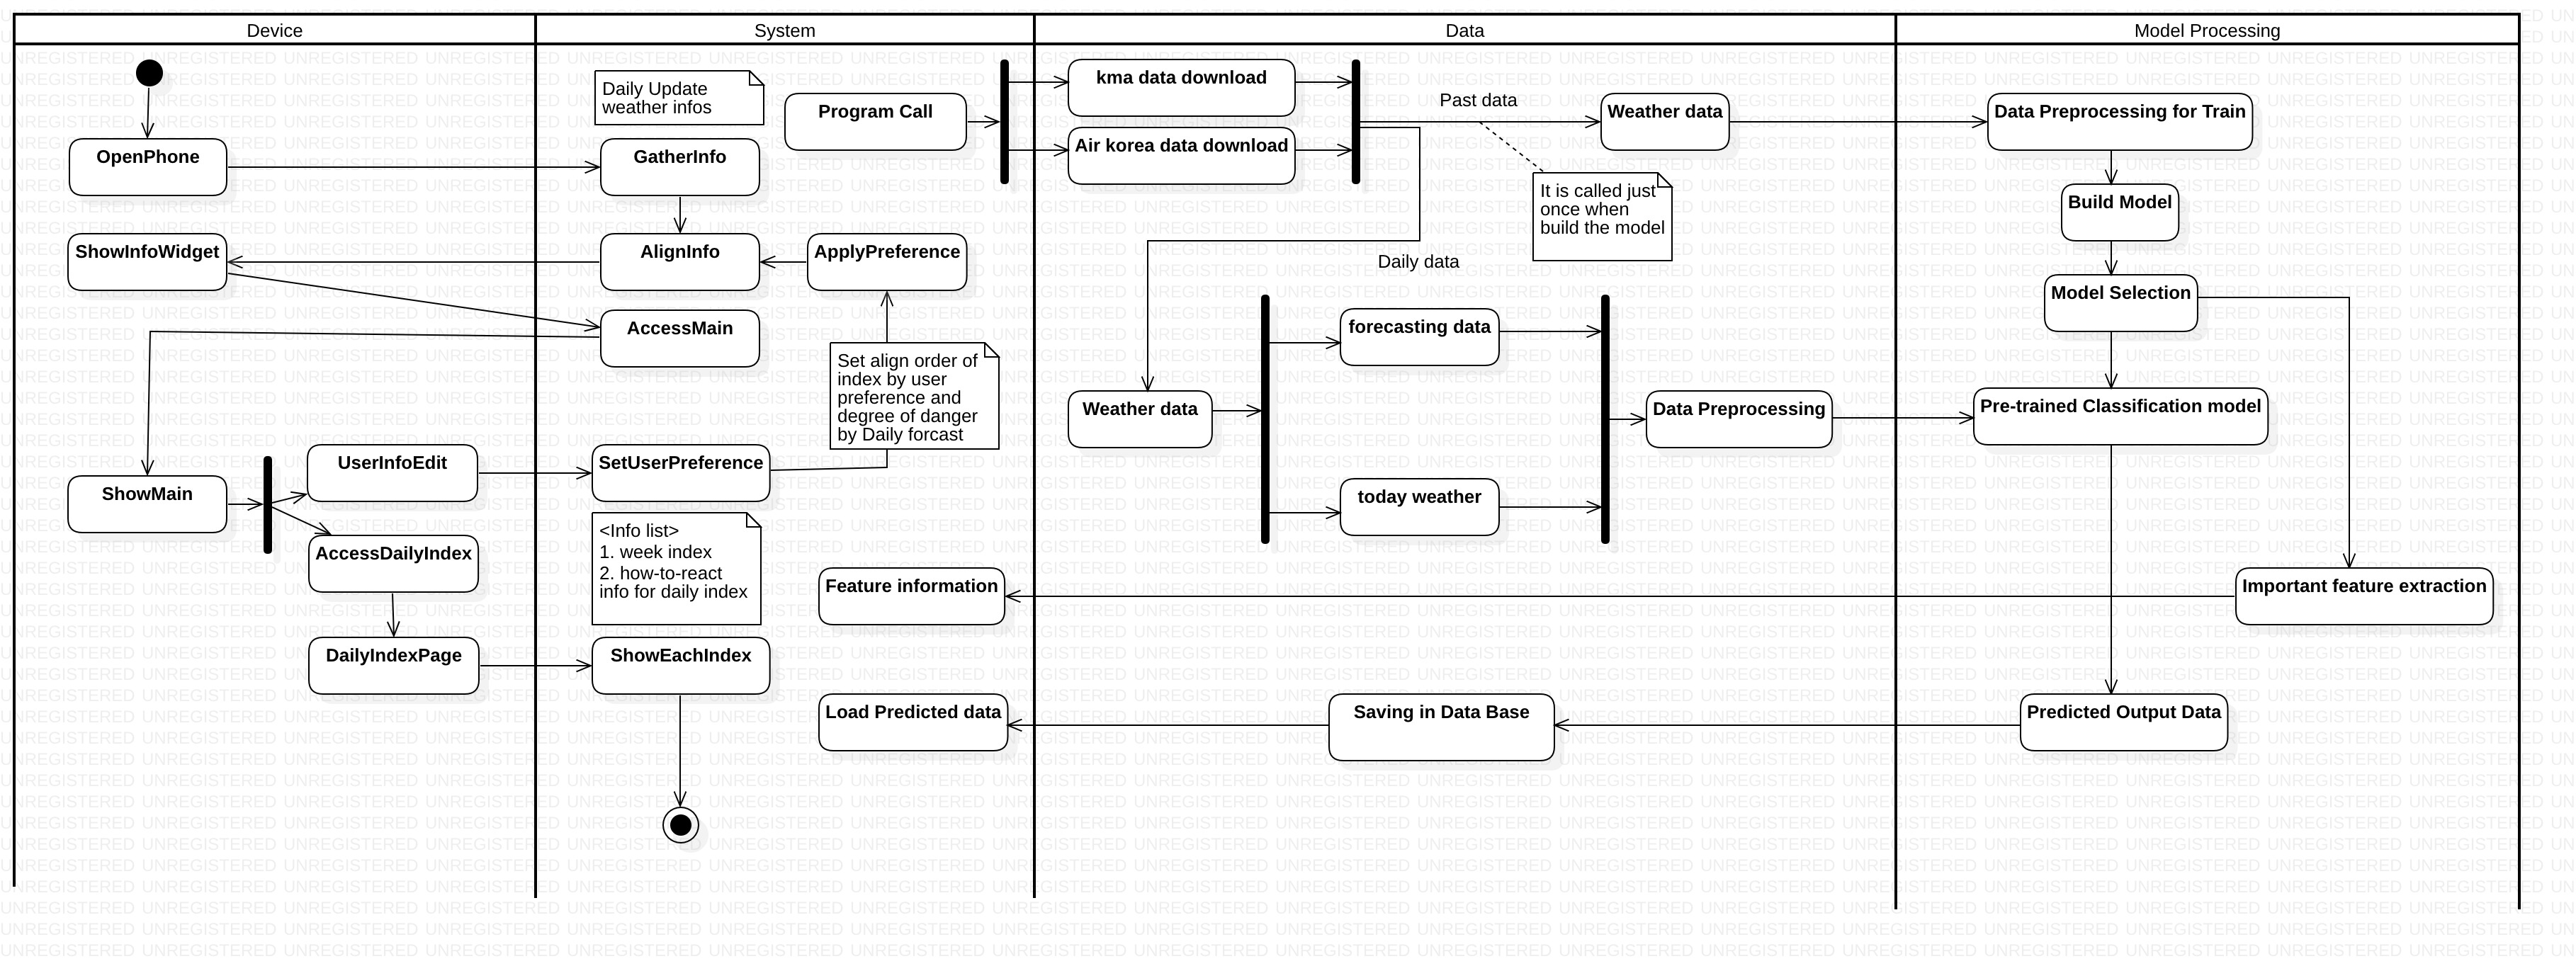 Device
System
Data
Model Processing
Daily Update
weather infos
Program Call
kma data download
Air korea data download
Past data
Weather data
Data Preprocessing for Train
OpenPhone
GatherInfo
It is called just
once when
build the model
Build Model
ShowInfoWidget
AlignInfo
ApplyPreference
Daily data
Model Selection
AccessMain
forecasting data
Set align order of
index by user
preference and
degree of danger
by Daily forcast
Weather data
Data Preprocessing
Pre-trained Classification model
UserInfoEdit
SetUserPreference
ShowMain
today weather
<Info list>
1. week index
2. how-to-react
info for daily index
AccessDailyIndex
Feature information
Important feature extraction
DailyIndexPage
ShowEachIndex
Load Predicted data
Saving in Data Base
Predicted Output Data
UNREGISTERED